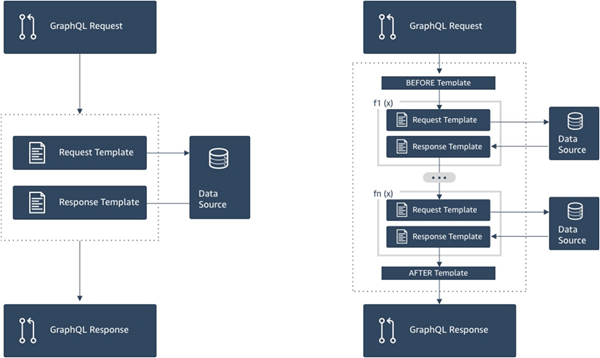 GraphQL Request
Request Template
Response Template
Data
Source
GraphQL Response
GraphQL Request
BEFORE Template
f1 (x)
Request Template
Response Template
Data
Source
fn (x)
Request Template
Response Template
Data
Source
AFTER Template
GraphQL Response